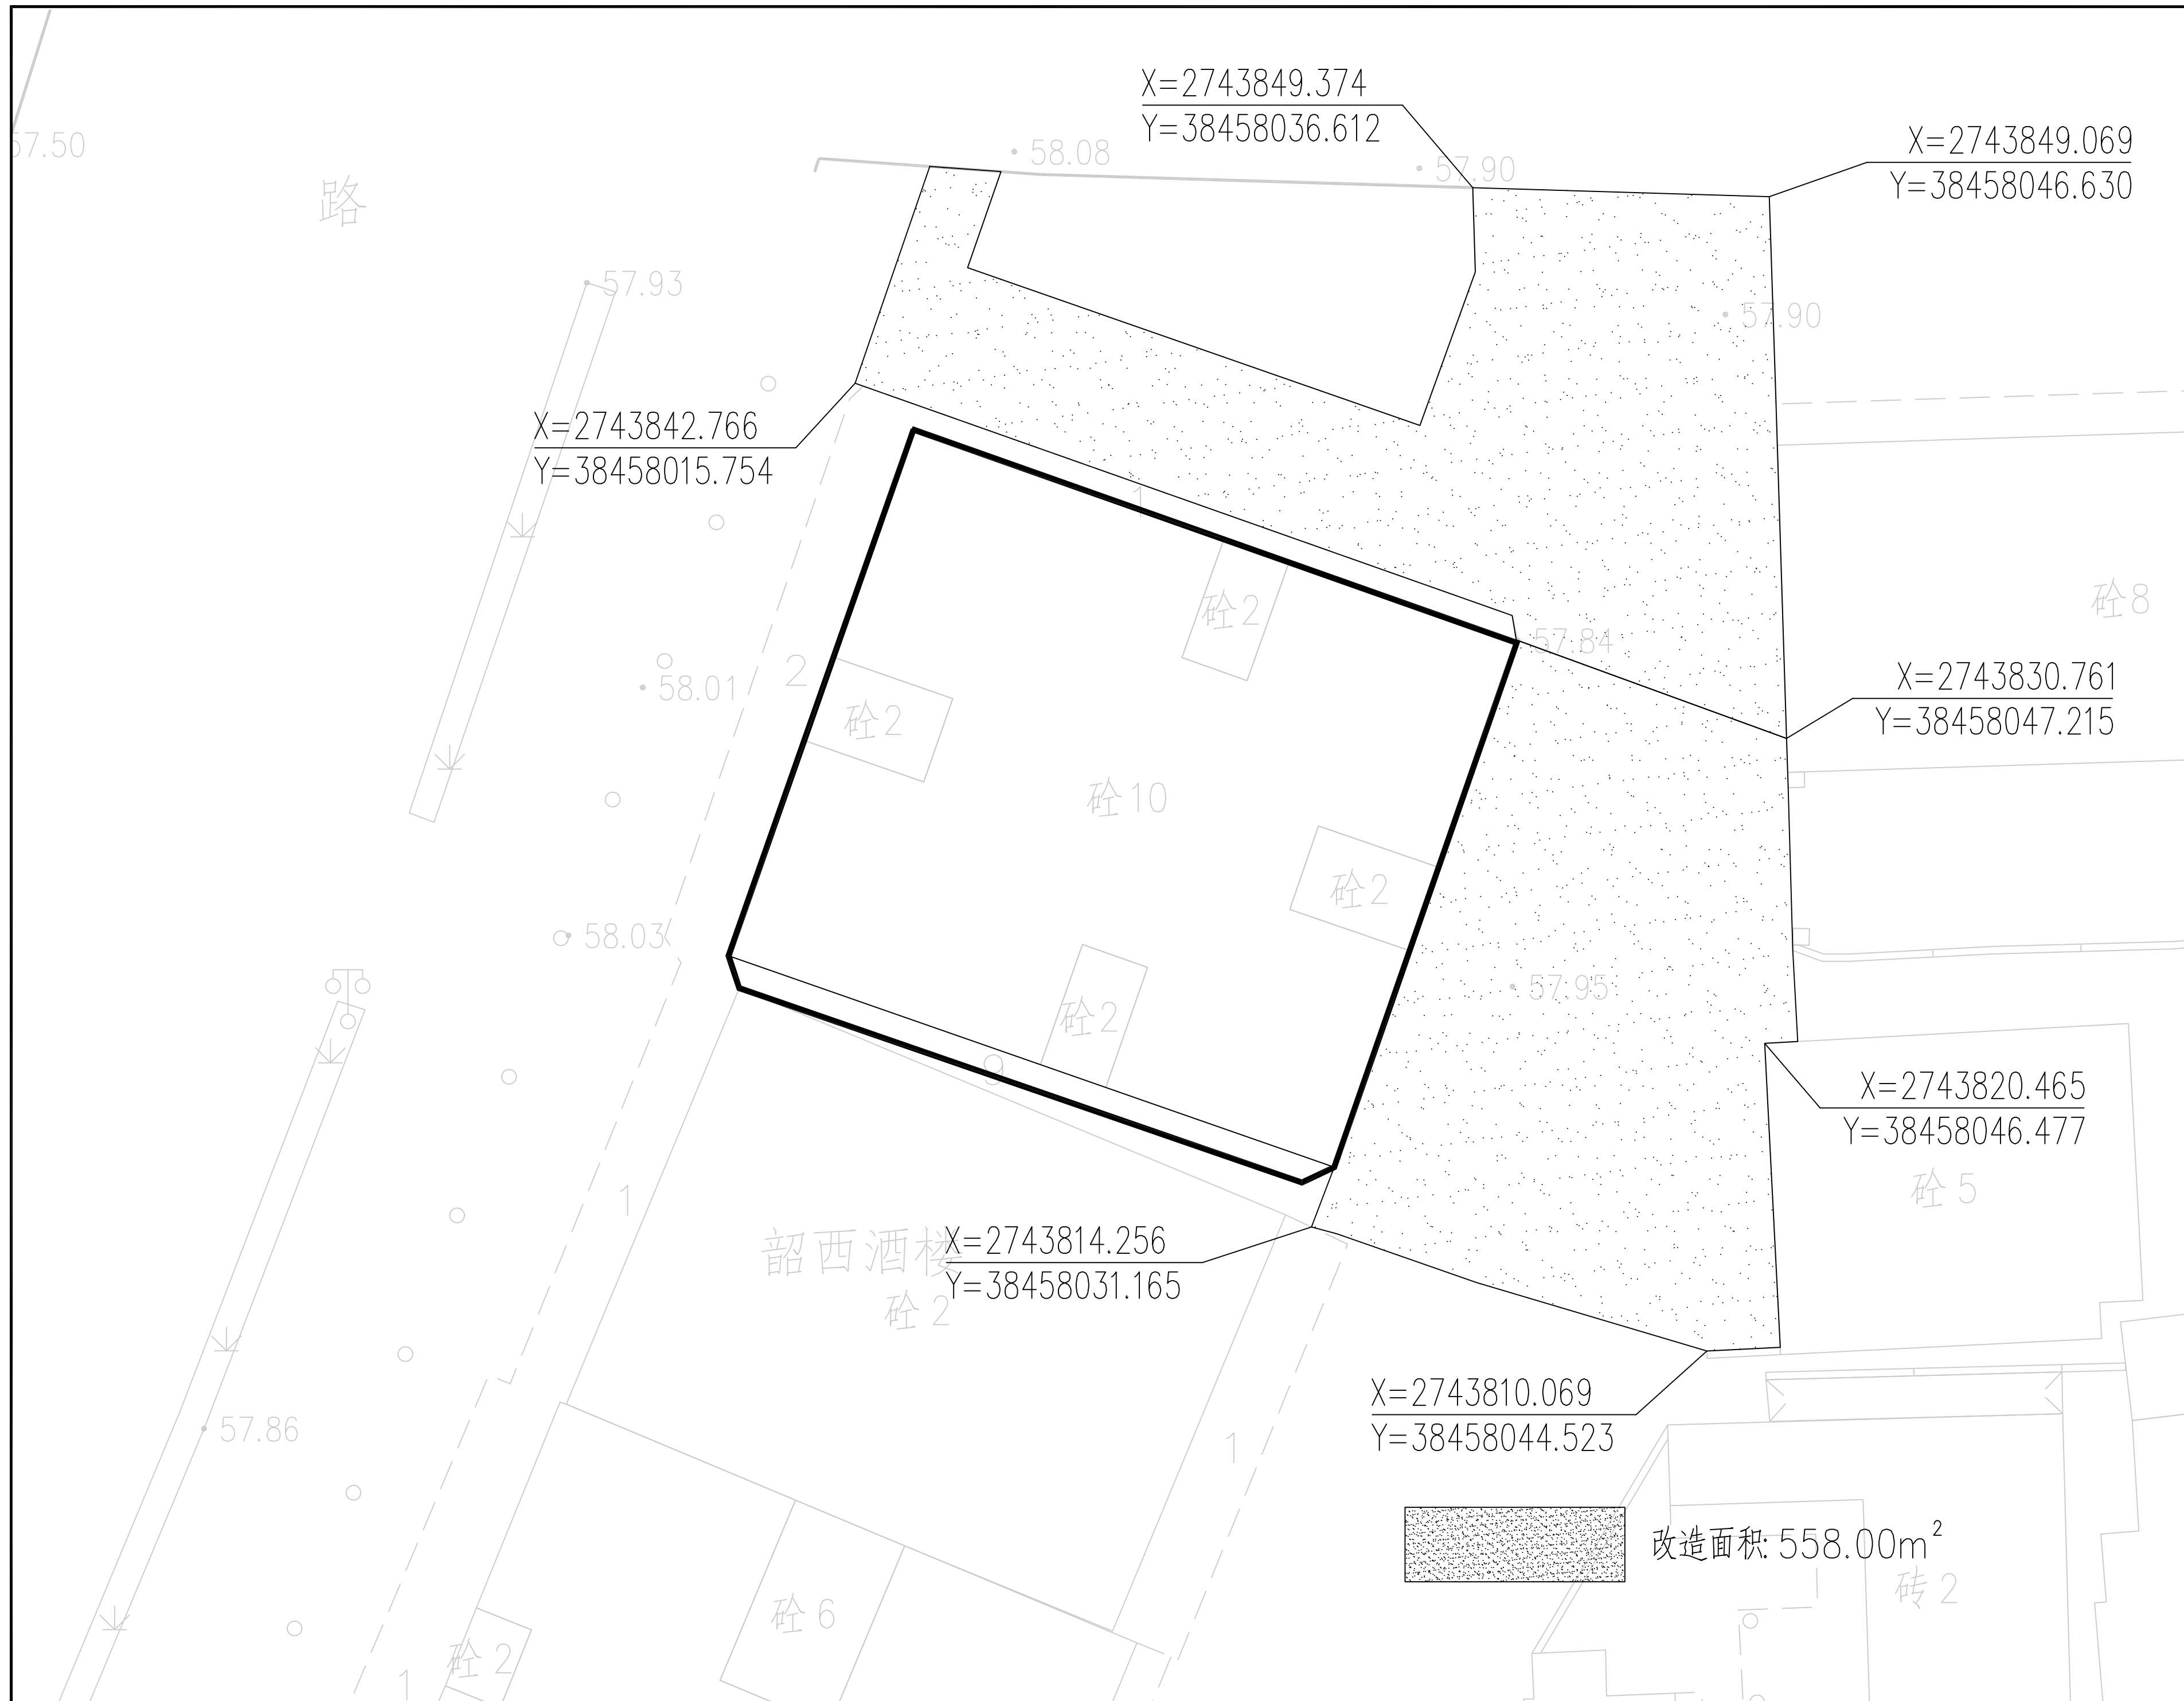 X=2743849.374
Y=38458036.612
X=2743849.069
Y=38458046.630
57.50
58.08
57.90
路
57.93
57.90
X=2743842.766
Y=38458015.754
1
砼2
57.84
砼8
2
58.01
砼2
X=2743830.761
Y=38458047.215
砼10
砼2
58.03
57.95
砼2
9
X=2743820.465
Y=38458046.477
砼5
1
韶西酒楼
砼2
X=2743814.256
Y=38458031.165
57.86
1
X=2743810.069
Y=38458044.523
改造面积: 558.00m²
砖2
砼6
砼2
1